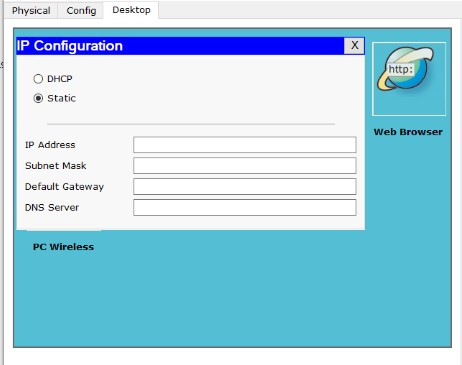 Physical Config Desktop
IP Configuration X
DHCP
Static
IP Address
Subnet Mask
Default Gateway
DNS Server
http:
Web Browser
PC Wireless